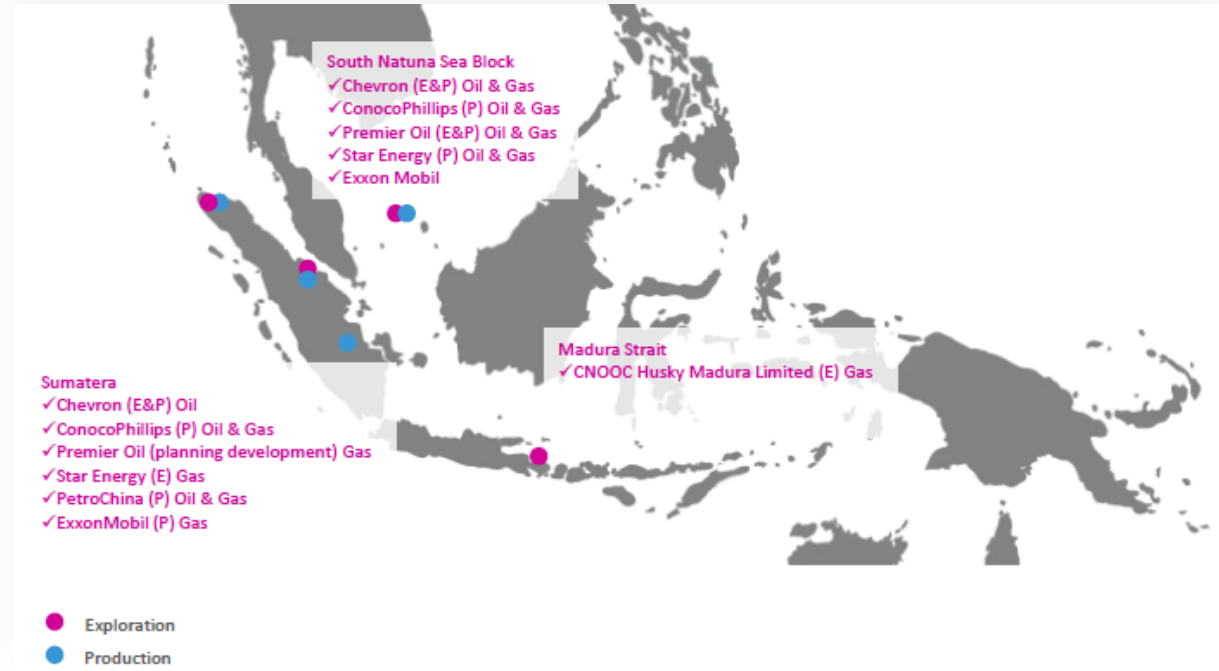 South Natuna Sea Block
✓Chevron (E&P) Oil & Gas
✓ConocoPhillips (P) Oil & Gas
✓Premier Oil (E&P) Oil & Gas
✓Star Energy (P) Oil & Gas
✓Exxon Mobil
Madura Strait
✓CNOOC Husky Madura Limited (E) Gas
Sumatera
✓Chevron (E&P) Oil
✓ConocoPhillips (P) Oil & Gas
✓Premier Oil (planning development) Gas
✓Star Energy (E) Gas
✓PetroChina (P) Oil & Gas
✓ExxonMobil (P) Gas
Exploration
Production